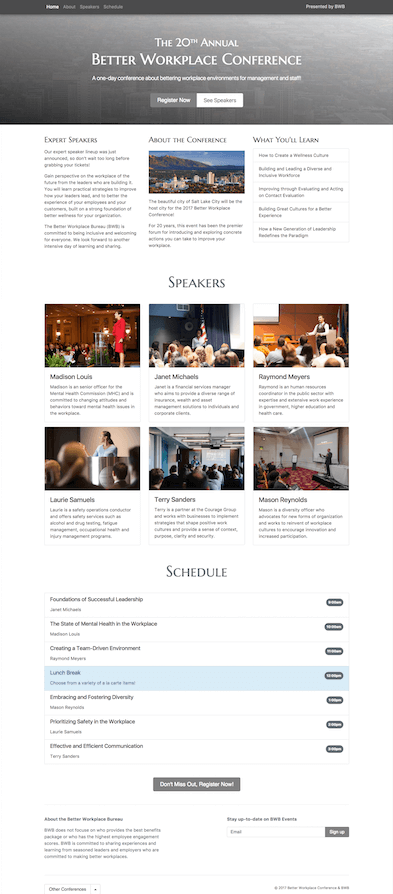 Home About Speakers Schedule Presented by BWB
The 20th Annual
Better Workplace Conference
A one-day conference about bettering workplace environments for management and staff!
Register Now See Speakers
Expert Speakers
Our expert speaker lineup was just
announced, so don't wait too long before
grabbing your tickets!
Gain perspective on the workplace of
the future from the leaders who are building it.
You will learn practical strategies to improve
how your leaders lead, and to better the
experience of your employees and your
customers, built on a strong foundation of
better wellness for your organization.
The Better Workplace Bureau (BWB) is
committed to being inclusive and welcoming
for everyone. We look forward to another
intensive day of learning and sharing.
About the Conference
The beautiful city of Salt Lake City will be the
host city for the 2017 Better Workplace
Conference!
For 20 years, this event has been the premier
forum for introducing and exploring concrete
actions you can take to improve your
workplace.
What You'll Learn
How to Create a Wellness Culture
Building and Leading a Diverse and
Inclusive Workforce
Improving through Evaluating and Acting
on Contact Evaluation
Building Great Cultures for a Better
Experience
How a New Generation of Leadership
Redefines the Paradigm
Speakers
Madison Louis
Madison is an senior officer for the
Mental Health Commission (MHC) and is
committed to changing attitudes and
behaviors toward mental health issues in
the workplace.
Janet Michaels
Janet is a financial services manager
who aims to provide a diverse range of
insurance, wealth and asset
management solutions to individuals and
corporate clients.
Raymond Meyers
Raymond is an human resources
coordinator in the public sector with
expertise and extensive work experience
in government, higher education and
health care.
Laurie Samuels
Laurie is a safety operations conductor
and offers safety services such as
alcohol and drug testing, fatigue
management, occupational health and
injury management programs.
Terry Sanders
Terry is a partner at the Courage Group
and works with businesses to implement
strategies that shape positive work
cultures and provide a sense of context,
purpose, clarity and security.
Mason Reynolds
Mason is a diversity officer who
advocates for new forms of organization
and works to reinvent of workplace
cultures to encourage innovation and
increased participation.
Schedule
Foundations of Successful Leadership
Janet Michaels
9:00am
The State of Mental Health in the Workplace
Madison Louis
10:00am
Creating a Team-Driven Environment
Raymond Meyers
11:00am
Lunch Break
Choose from a variety of a la carte items!
12:00pm
Embracing and Fostering Diversity
Mason Reynolds
1:00pm
Prioritizing Safety in the Workplace
Laurie Samuels
2:00pm
Effective and Efficient Communication
Terry Sanders
3:00pm
Don't Miss Out, Register Now!
About the Better Workplace Bureau
BWB does not focus on who provides the best benefits
package or who has the highest employee engagement
scores. BWB is committed to sharing experiences and
learning from seasoned leaders and employers who are
committed to making better workplaces.
Stay up-to-date on BWB Events
Email Sign up
Other Conferences
© 2017 Better Workplace Conference & BWB